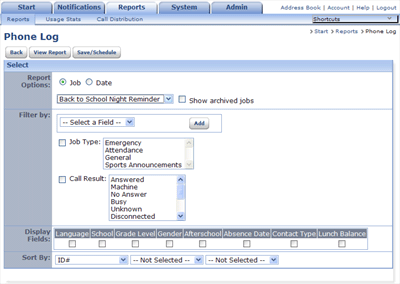 Start Notifications Reports System Admin Address Book | Account | Help | Logout
Reports Usage Stats Call Distribution Shortcuts
Phone Log
> Start > Reports > Phone Log
Back View Report Save/Schedule
Select
Report Options: Job Date
Back to School Night Reminder Show archived jobs
Filter by:
-- Select a Field -- Add
Job Type: Emergency
Attendance
General
Sports Announcements
Call Result: Answered
Machine
No Answer
Busy
Unknown
Disconnected
Display Fields: Language School Grade Level Gender Afterschool Absence Date Contact Type Lunch Balance
Sort By: ID# -- Not Selected -- -- Not Selected --